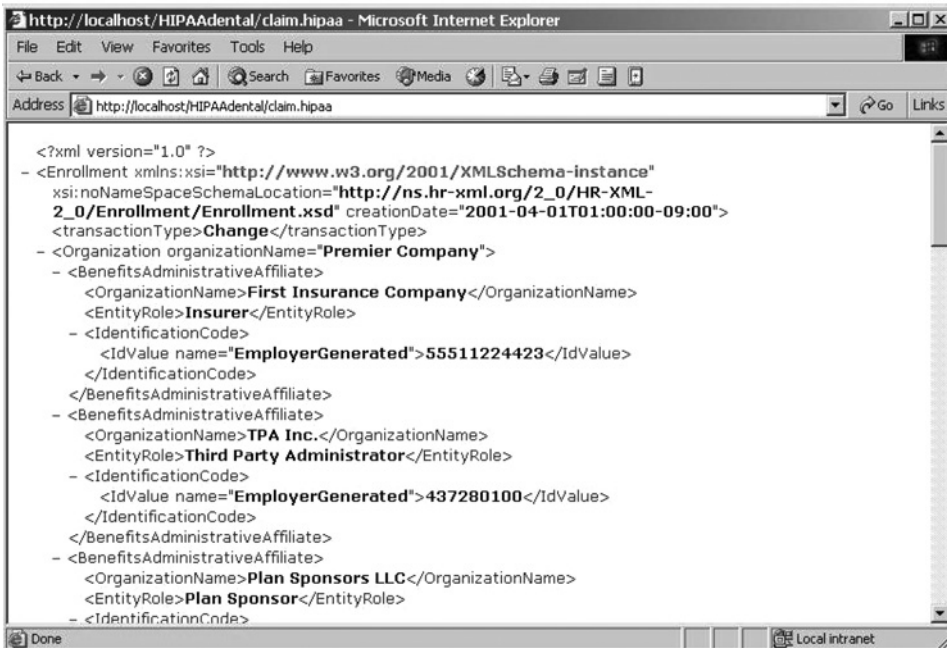 http://localhost/HIPAAdental/claim.hipaa - Microsoft Internet Explorer
File Edit View Favorites Tools Help
Back Search Favorites Media
Address http://localhost/HIPAAdental/claim.hipaa Go Links
<?xml version="1.0" ?>
- <Enrollment xmlns:xsi="http://www.w3.org/2001/XMLSchema-instance"
xsi:noNameSpaceSchemaLocation="http://ns.hr-xml.org/2_0/HR-XML-
2_0/Enrollment/Enrollment.xsd" creationDate="2001-04-01T01:00:00-09:00">
<transactionType>Change</transactionType>
- <Organization organizationName="Premier Company">
- <BenefitsAdministrativeAffiliate>
<OrganizationName>First Insurance Company</OrganizationName>
<EntityRole>Insurer</EntityRole>
- <IdentificationCode>
<IdValue name="EmployerGenerated">55511224423</IdValue>
</IdentificationCode>
</BenefitsAdministrativeAffiliate>
- <BenefitsAdministrativeAffiliate>
<OrganizationName>TPA Inc.</OrganizationName>
<EntityRole>Third Party Administrator</EntityRole>
- <IdentificationCode>
<IdValue name="EmployerGenerated">437280100</IdValue>
</IdentificationCode>
</BenefitsAdministrativeAffiliate>
- <BenefitsAdministrativeAffiliate>
<OrganizationName>Plan Sponsors LLC</OrganizationName>
<EntityRole>Plan Sponsor</EntityRole>
- <IdentificationCode>
Done Local intranet